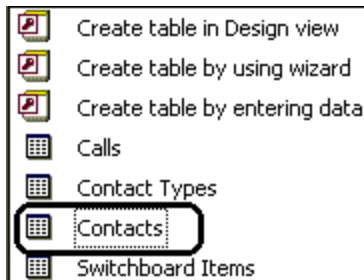 Create table in Design view
Create table by using wizard
Create table by entering data
Calls
Contact Types
Contacts
Switchboard Items